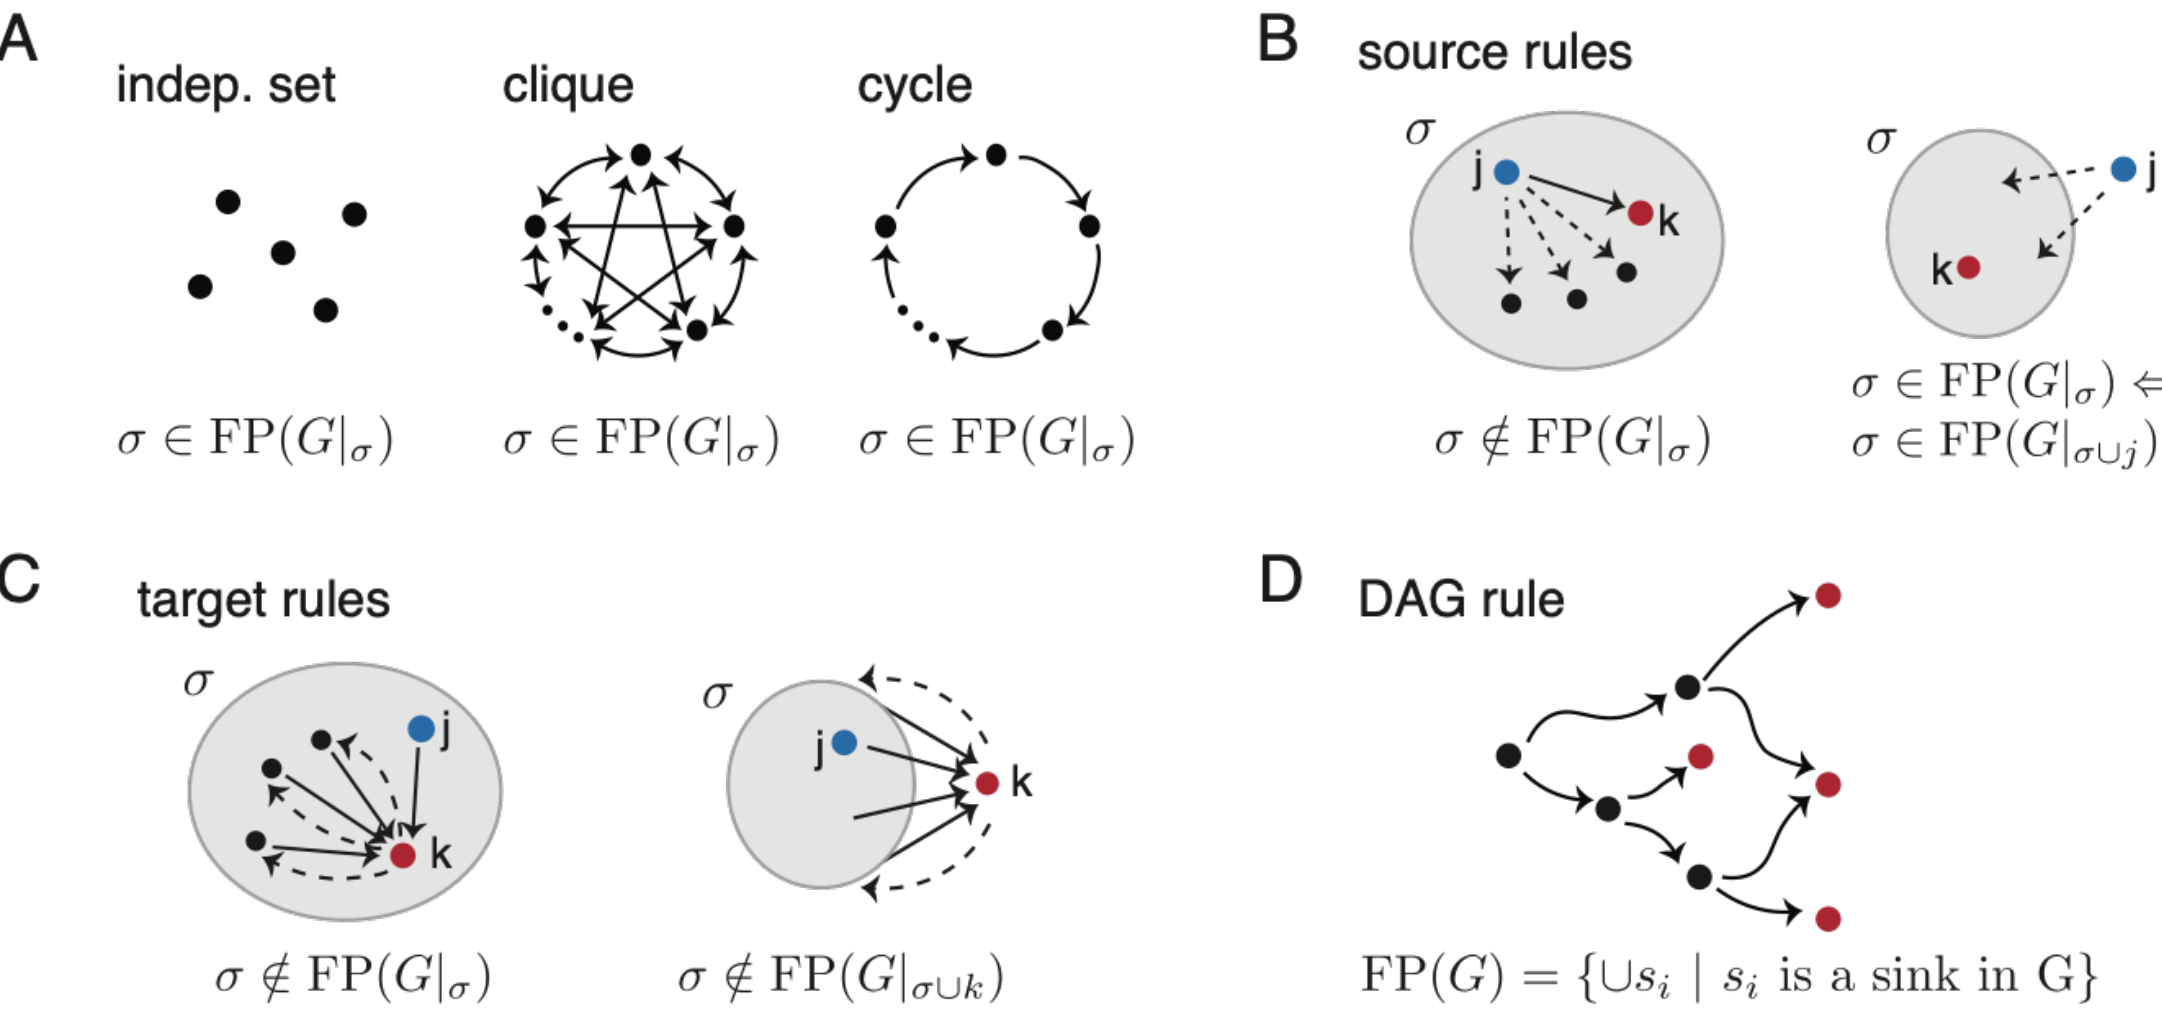 A
indep. set
clique
cycle
σ ∈ FP(G|σ)
σ ∈ FP(G|σ)
σ ∈ FP(G|σ)
B
source rules
σ
j
k
σ ∉ FP(G|σ)
σ
j
k
σ ∈ FP(G|σ) ⇐
σ ∈ FP(G|σ∪j)
C
target rules
σ
j
k
σ ∉ FP(G|σ)
σ
j
k
σ ∉ FP(G|σ∪k)
D
DAG rule
FP(G) = {∪sᵢ | sᵢ is a sink in G}